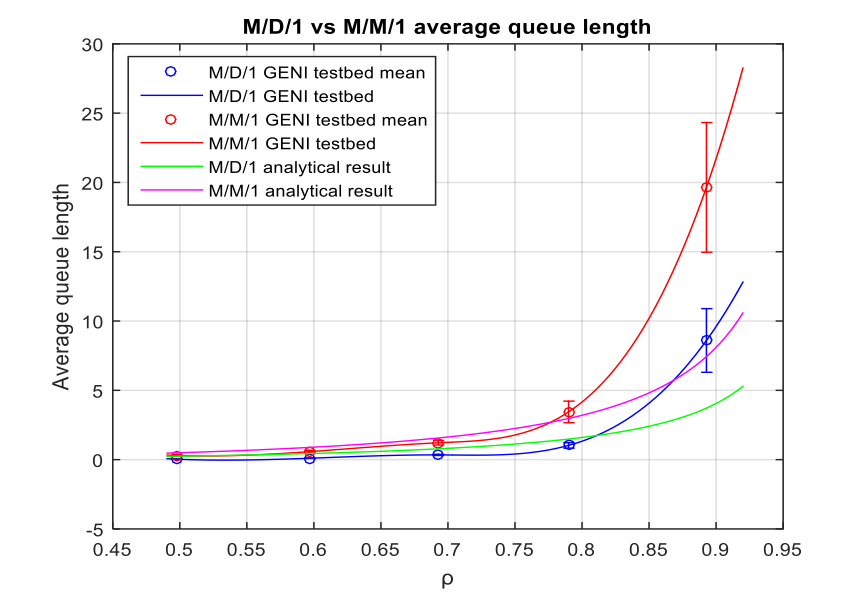 M/D/1 vs M/M/1 average queue length
30
25
20
15
10
5
0
-5
Average queue length
M/D/1 GENI testbed mean
M/D/1 GENI testbed
M/M/1 GENI testbed mean
M/M/1 GENI testbed
M/D/1 analytical result
M/M/1 analytical result
0.45 0.5 0.55 0.6 0.65 0.7 0.75 0.8 0.85 0.9 0.95
ρ